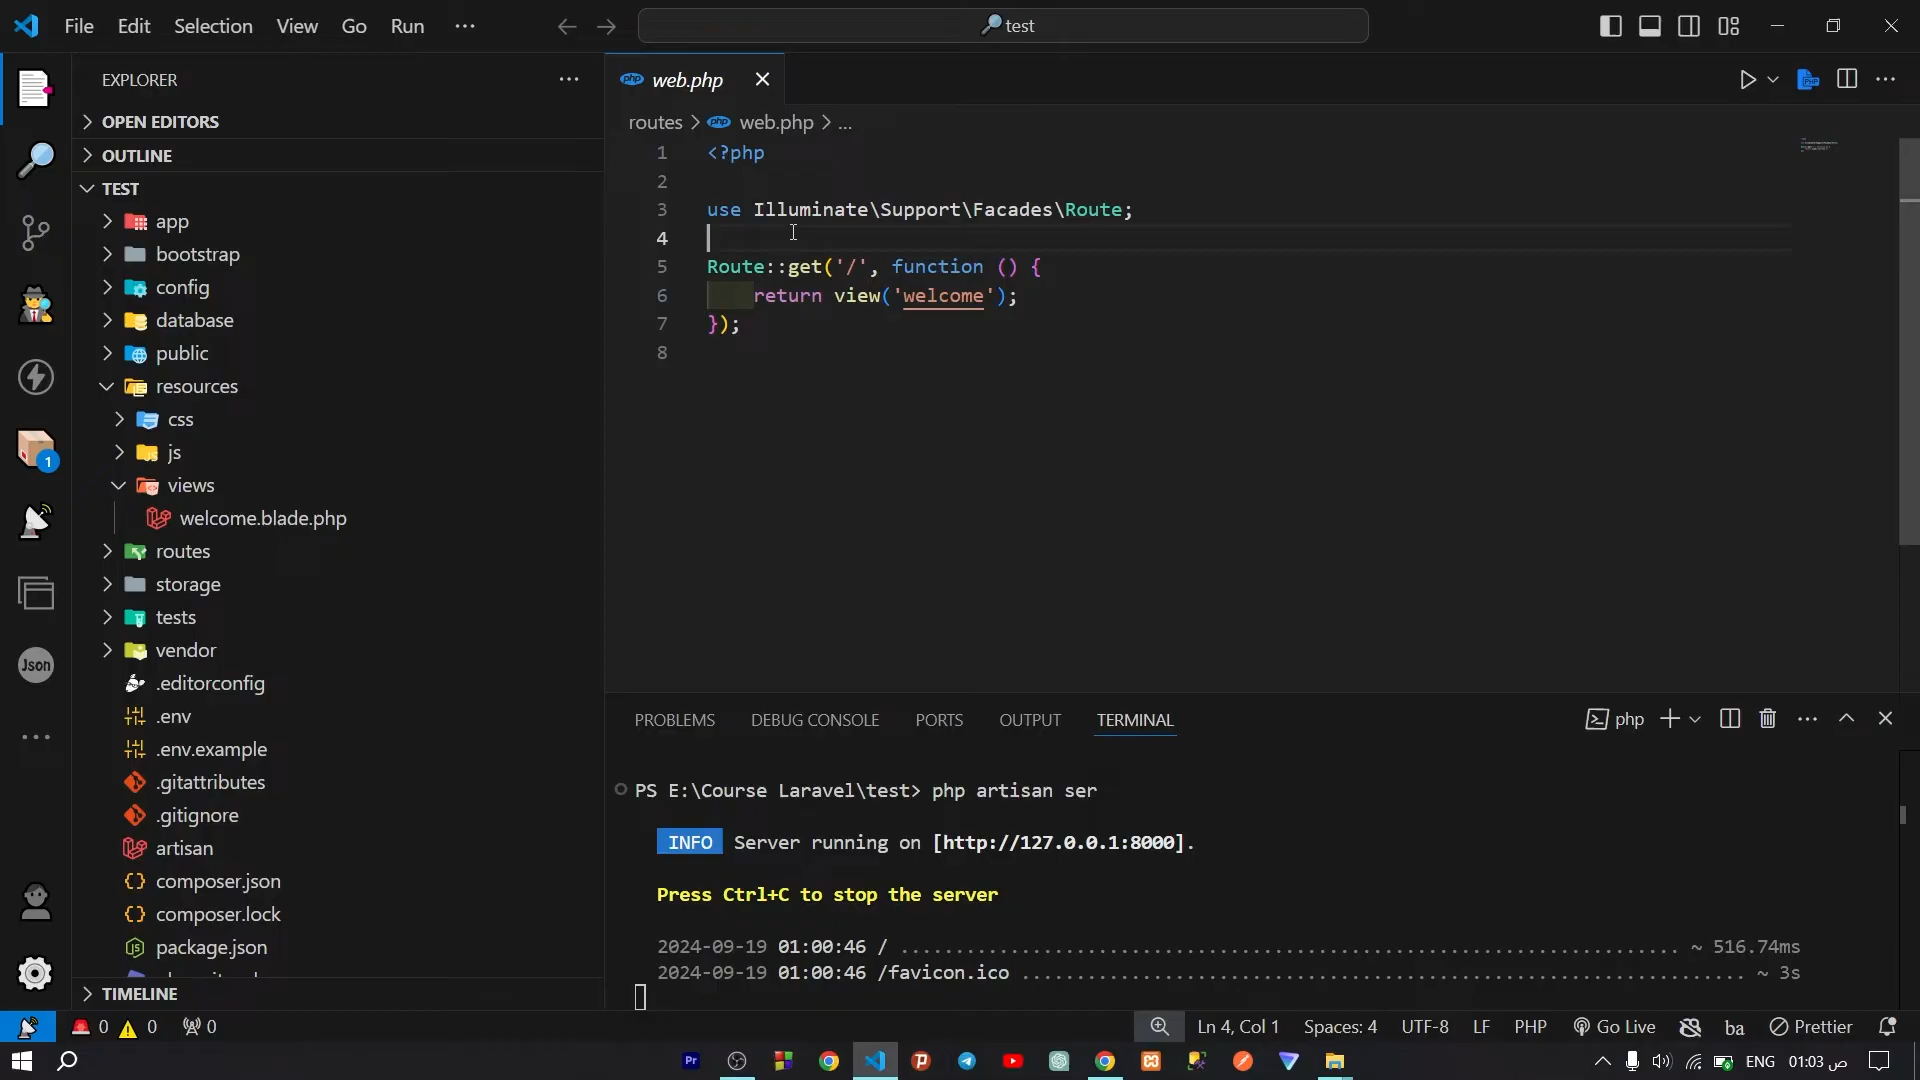 File Edit Selection View Go Run ··· test
EXPLORER ···
OPEN EDITORS
OUTLINE
TEST
app
bootstrap
config
database
public
resources
css
js
views
welcome.blade.php
routes
storage
tests
vendor
.editorconfig
.env
.env.example
.gitattributes
.gitignore
artisan
composer.json
composer.lock
package.json
TIMELINE
1
Json
php web.php
PHP
routes > php web.php > ...
1 <?php
2
3 use Illuminate\Support\Facades\Route;
4
5 Route::get('/', function () {
6 return view('welcome');
7 });
8
PROBLEMS DEBUG CONSOLE PORTS OUTPUT TERMINAL php
PS E:\Course Laravel\test> php artisan ser
INFO Server running on [http://127.0.0.1:8000].
Press Ctrl+C to stop the server
2024-09-19 01:00:46 / ........................................................................ ~ 516.74ms
2024-09-19 01:00:46 /favicon.ico .................................................................. ~ 3s
0 0 0 Ln 4, Col 1 Spaces: 4 UTF-8 LF PHP Go Live ba Prettier
Pr ENG 01:03 ص